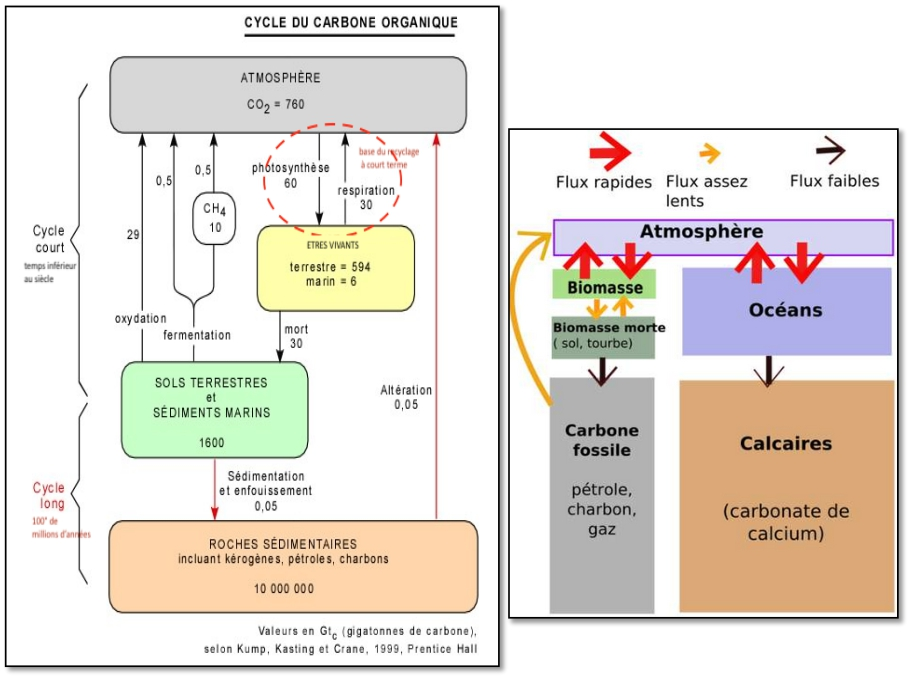 CYCLE DU CARBONE ORGANIQUE
ATMOSPHÈRE
CO2 = 760
0,5
0,5
photosynthèse
60
base du recyclage
à court terme
respiration
30
CH4
10
29
Cycle
court
temps inférieur
au siècle
ETRES VIVANTS
terrestre = 594
marin = 6
oxydation
fermentation
mort
30
SOLS TERRESTRES
et
SÉDIMENTS MARINS
1600
Altération
0,05
Cycle
long
100° de
millions d'années
Sédimentation
et enfouissement
0,05
ROCHES SÉDIMENTAIRES
incluant kérogènes, pétroles, charbons
10 000 000
Valeurs en Gtc (gigatonnes de carbone),
selon Kump, Kasting et Crane, 1999, Prentice Hall
Flux rapides
Flux assez
lents
Flux faibles
Atmosphère
Biomasse
Biomasse morte
( sol, tourbe)
Océans
Carbone
fossile
pétrole,
charbon,
gaz
Calcaires
(carbonate de
calcium)